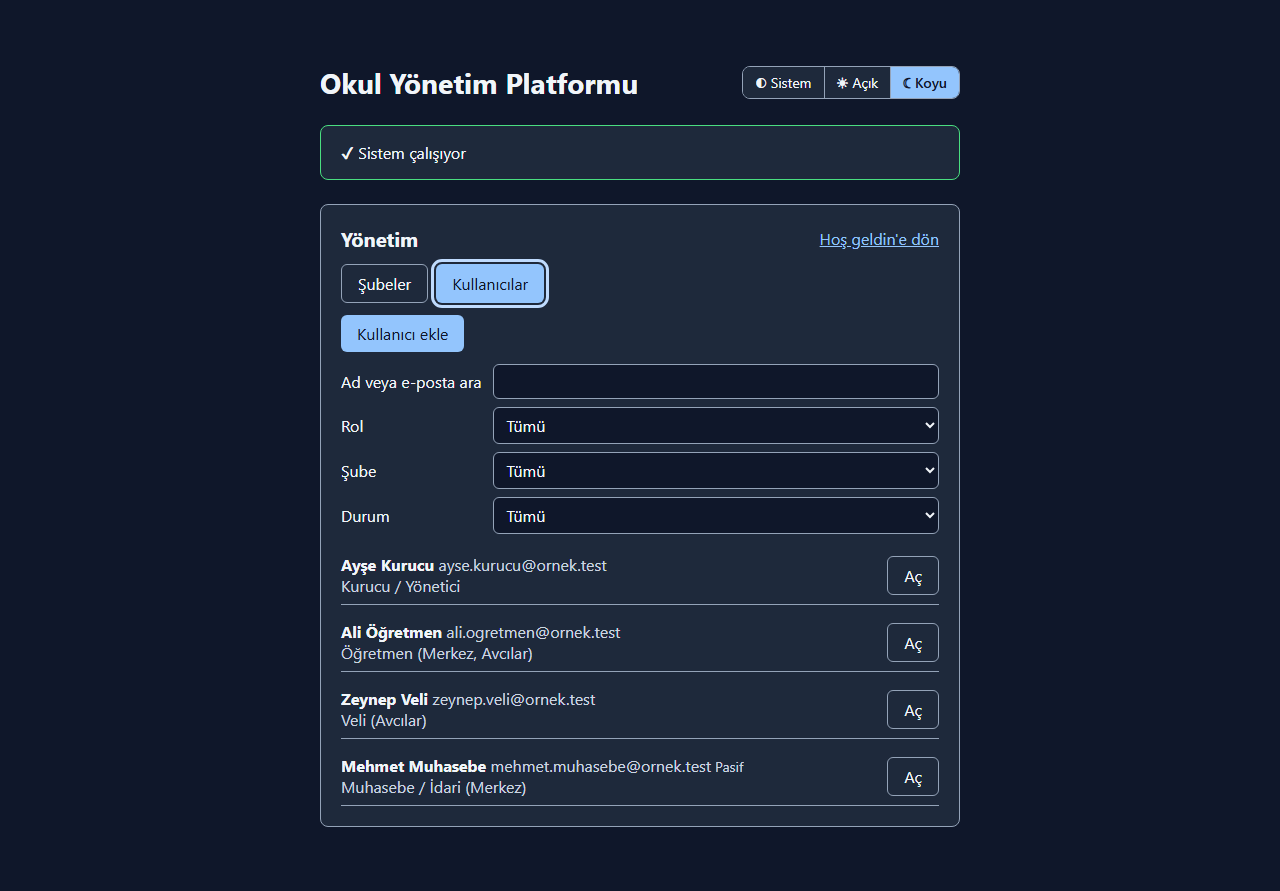 Okul Yönetim Platformu
◐ Sistem ☀ Açık ☾ Koyu
✓ Sistem çalışıyor
Yönetim
Hoş geldin'e dön
Şubeler Kullanıcılar
Kullanıcı ekle
Ad veya e-posta ara
Rol Tümü
Şube Tümü
Durum Tümü
Ayşe Kurucu ayse.kurucu@ornek.test
Kurucu / Yönetici
Aç
Ali Öğretmen ali.ogretmen@ornek.test
Öğretmen (Merkez, Avcılar)
Aç
Zeynep Veli zeynep.veli@ornek.test
Veli (Avcılar)
Aç
Mehmet Muhasebe mehmet.muhasebe@ornek.test Pasif
Muhasebe / İdari (Merkez)
Aç